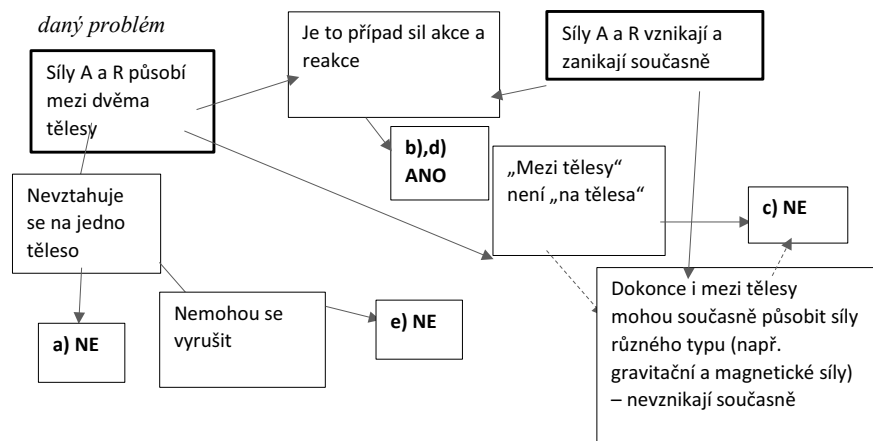 daný problém
Síly A a R působí
mezi dvěma
tělesy
Je to případ sil akce a
reakce
Síly A a R vznikají a
zanikají současně
b),d)
ANO
„Mezi tělesy“
není „na tělesa“
c) NE
Nevztahuje
se na jedno
těleso
a) NE
Nemohou se
vyrušit
e) NE
Dokonce i mezi tělesy
mohou současně působit síly
různého typu (např.
gravitační a magnetické síly)
– nevznikají současně